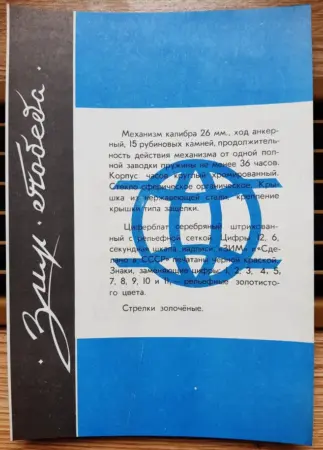 Зиму · Победа ·
Механизм калибра 26 мм., ход анкер-
ный, 15 рубиновых камней, продолжитель-
ность действия механизма от одной пол-
ной заводки пружины не менее 36 часов.
Корпус часов круглый хромированный.
Стекло сферическое органическое. Крыш-
ка из нержавеющей стали, крепление
крышки типа защелки.
Циферблат серебряный штрихован-
ный с рельефной сеткой. Цифры 12, 6,
секундная шкала, надписи «ЗИМ» и «Сде-
лано в СССР» печатаны черной краской.
Знаки, заменяющие цифры 1, 2, 3, 4, 5,
7, 8, 9, 10 и 11, — рельефные золотисто-
го цвета.
Стрелки золочёные.